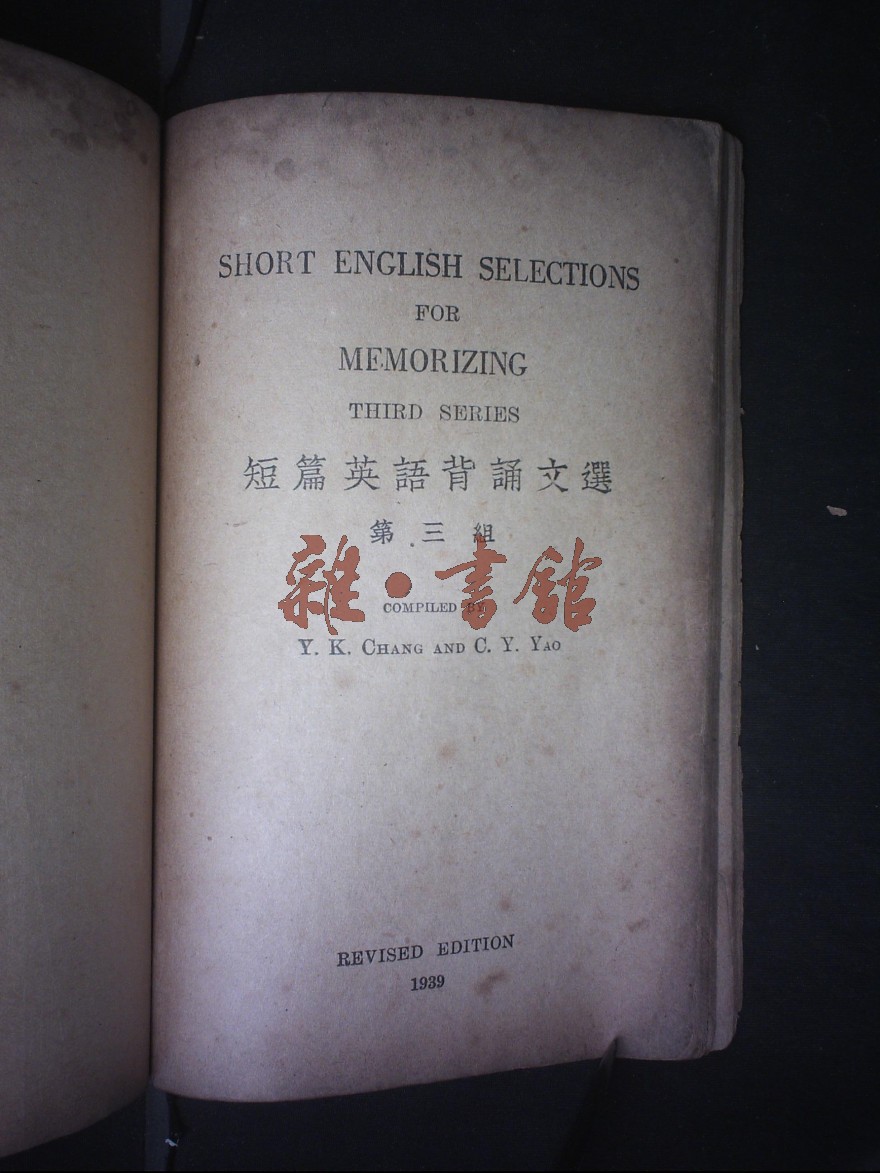 SHORT ENGLISH SELECTIONS
FOR
MEMORIZING
THIRD SERIES
短篇英語背誦文選
第三組
雜·書館
COMPILED BY
Y. K. CHANG AND C. Y. YAO
REVISED EDITION
1939